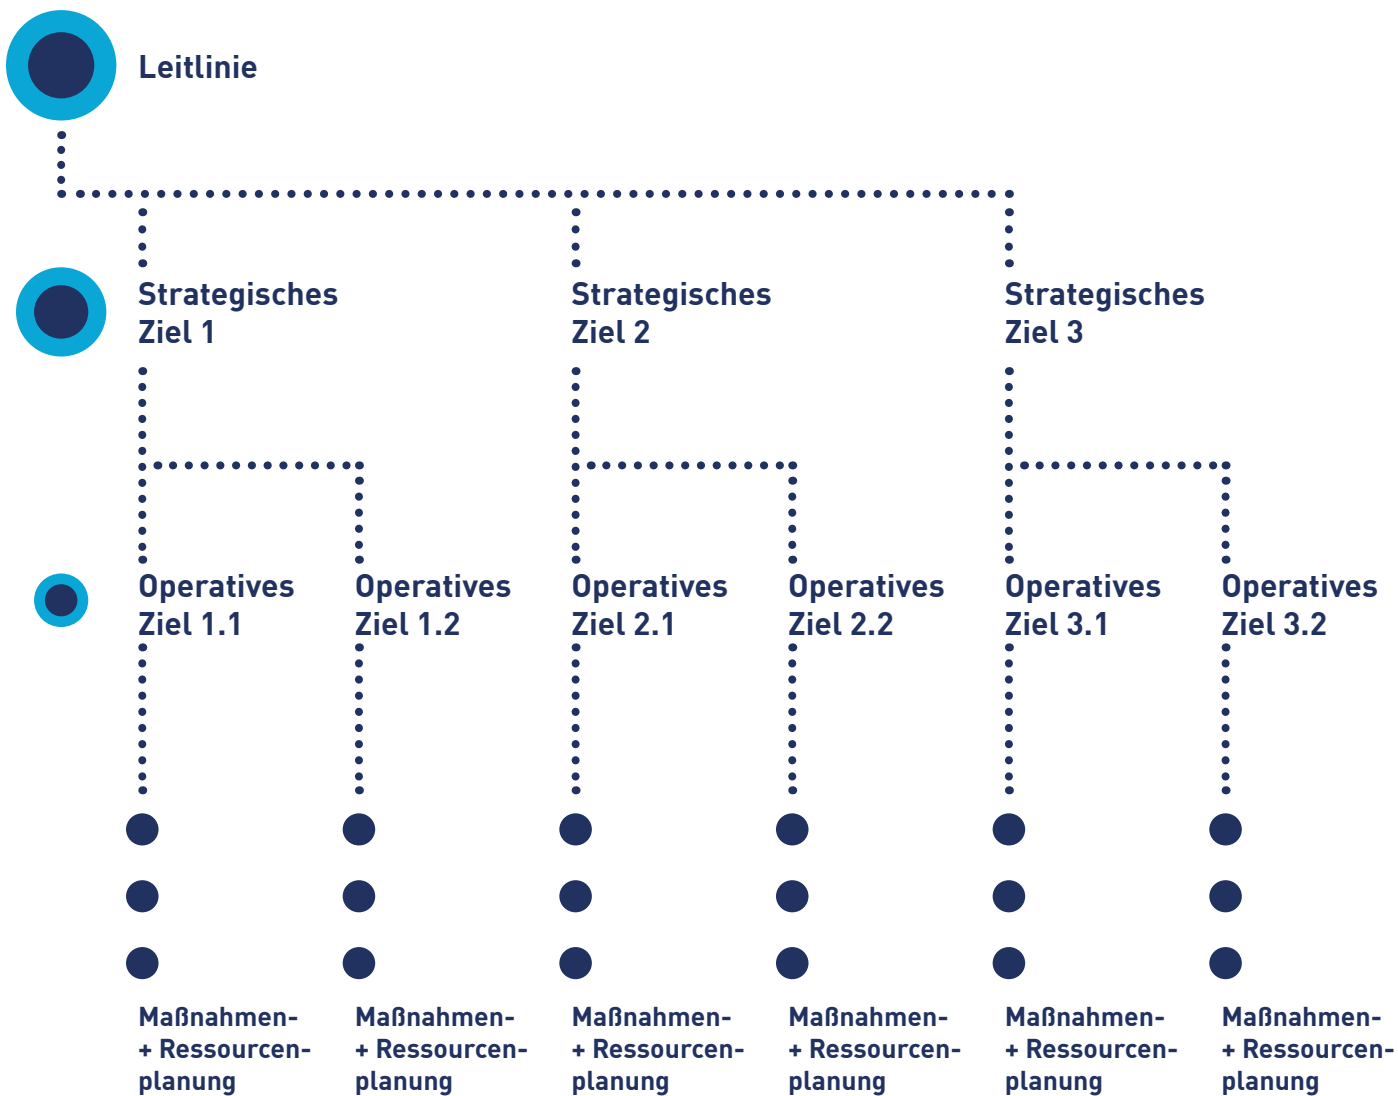 Leitlinie
Strategisches
Ziel 1
Strategisches
Ziel 2
Strategisches
Ziel 3
Operatives
Ziel 1.1
Operatives
Ziel 1.2
Operatives
Ziel 2.1
Operatives
Ziel 2.2
Operatives
Ziel 3.1
Operatives
Ziel 3.2
Maßnahmen-
+ Ressourcen-
planung
Maßnahmen-
+ Ressourcen-
planung
Maßnahmen-
+ Ressourcen-
planung
Maßnahmen-
+ Ressourcen-
planung
Maßnahmen-
+ Ressourcen-
planung
Maßnahmen-
+ Ressourcen-
planung